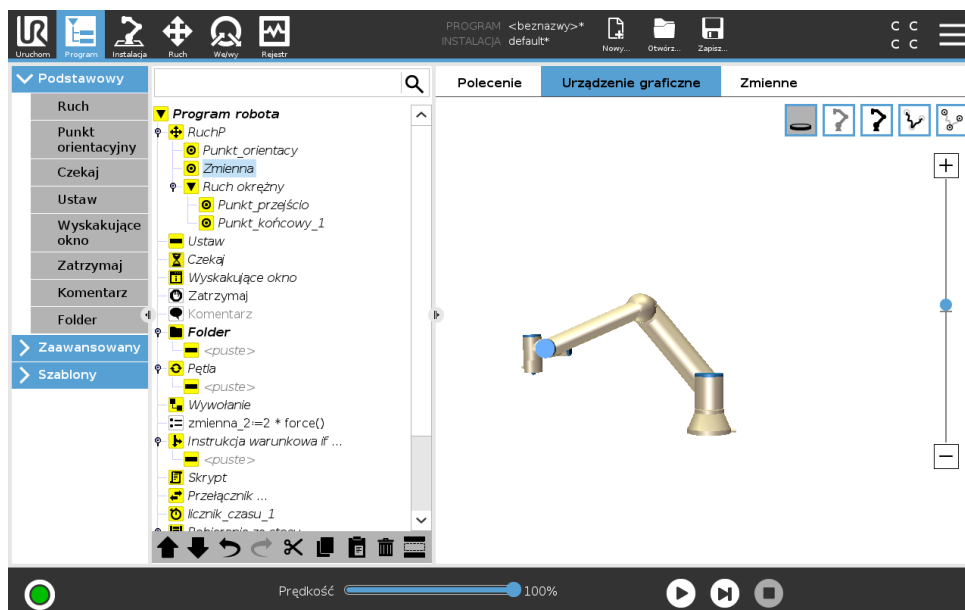 UR
PROGRAM <beznazwy>*
INSTALACJA default*
Uruchom
Program
Instalacja
Ruch
We/wy
Rejestr
Nowy...
Otwórz...
Zapisz...
C C
C C
Podstawowy
Ruch
Punkt
orientacyjny
Czekaj
Ustaw
Wyskakujące
okno
Zatrzymaj
Komentarz
Folder
Zaawansowany
Szablony
Program robota
RuchP
Punkt_orientacy
Zmienna
Ruch okrężny
Punkt_przejścio
Punkt_końcowy_1
Ustaw
Czekaj
Wyskakujące okno
Zatrzymaj
Komentarz
Folder
<puste>
Pętla
<puste>
Wywołanie
zmienna_2:=2 * force()
Instrukcja warunkowa if ...
<puste>
Skrypt
Przełącznik ...
licznik_czasu_1
Polecenie
Urządzenie graficzne
Zmienne
Prędkość
100%